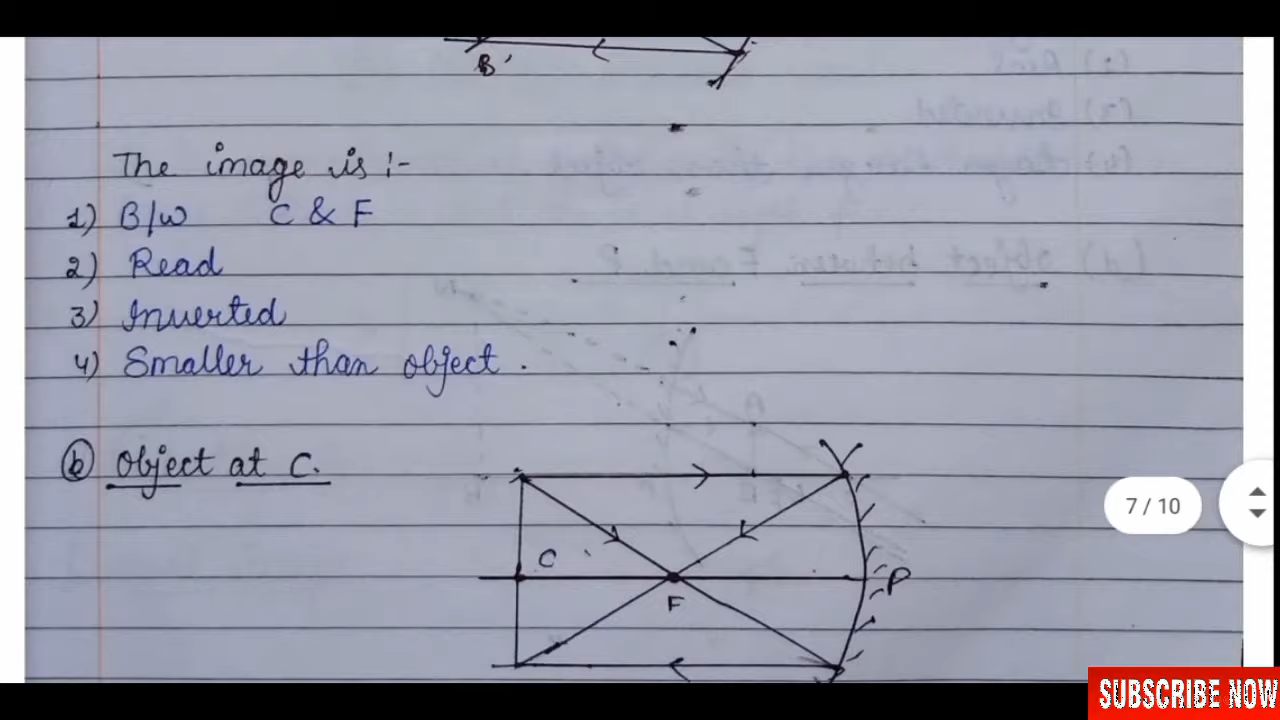 B'
The image is :-
1) B/w C & F
2) Read
3) Inverted
4) Smaller than object.
(b) Object at C.
C
F
P
7 / 10
SUBSCRIBE NOW